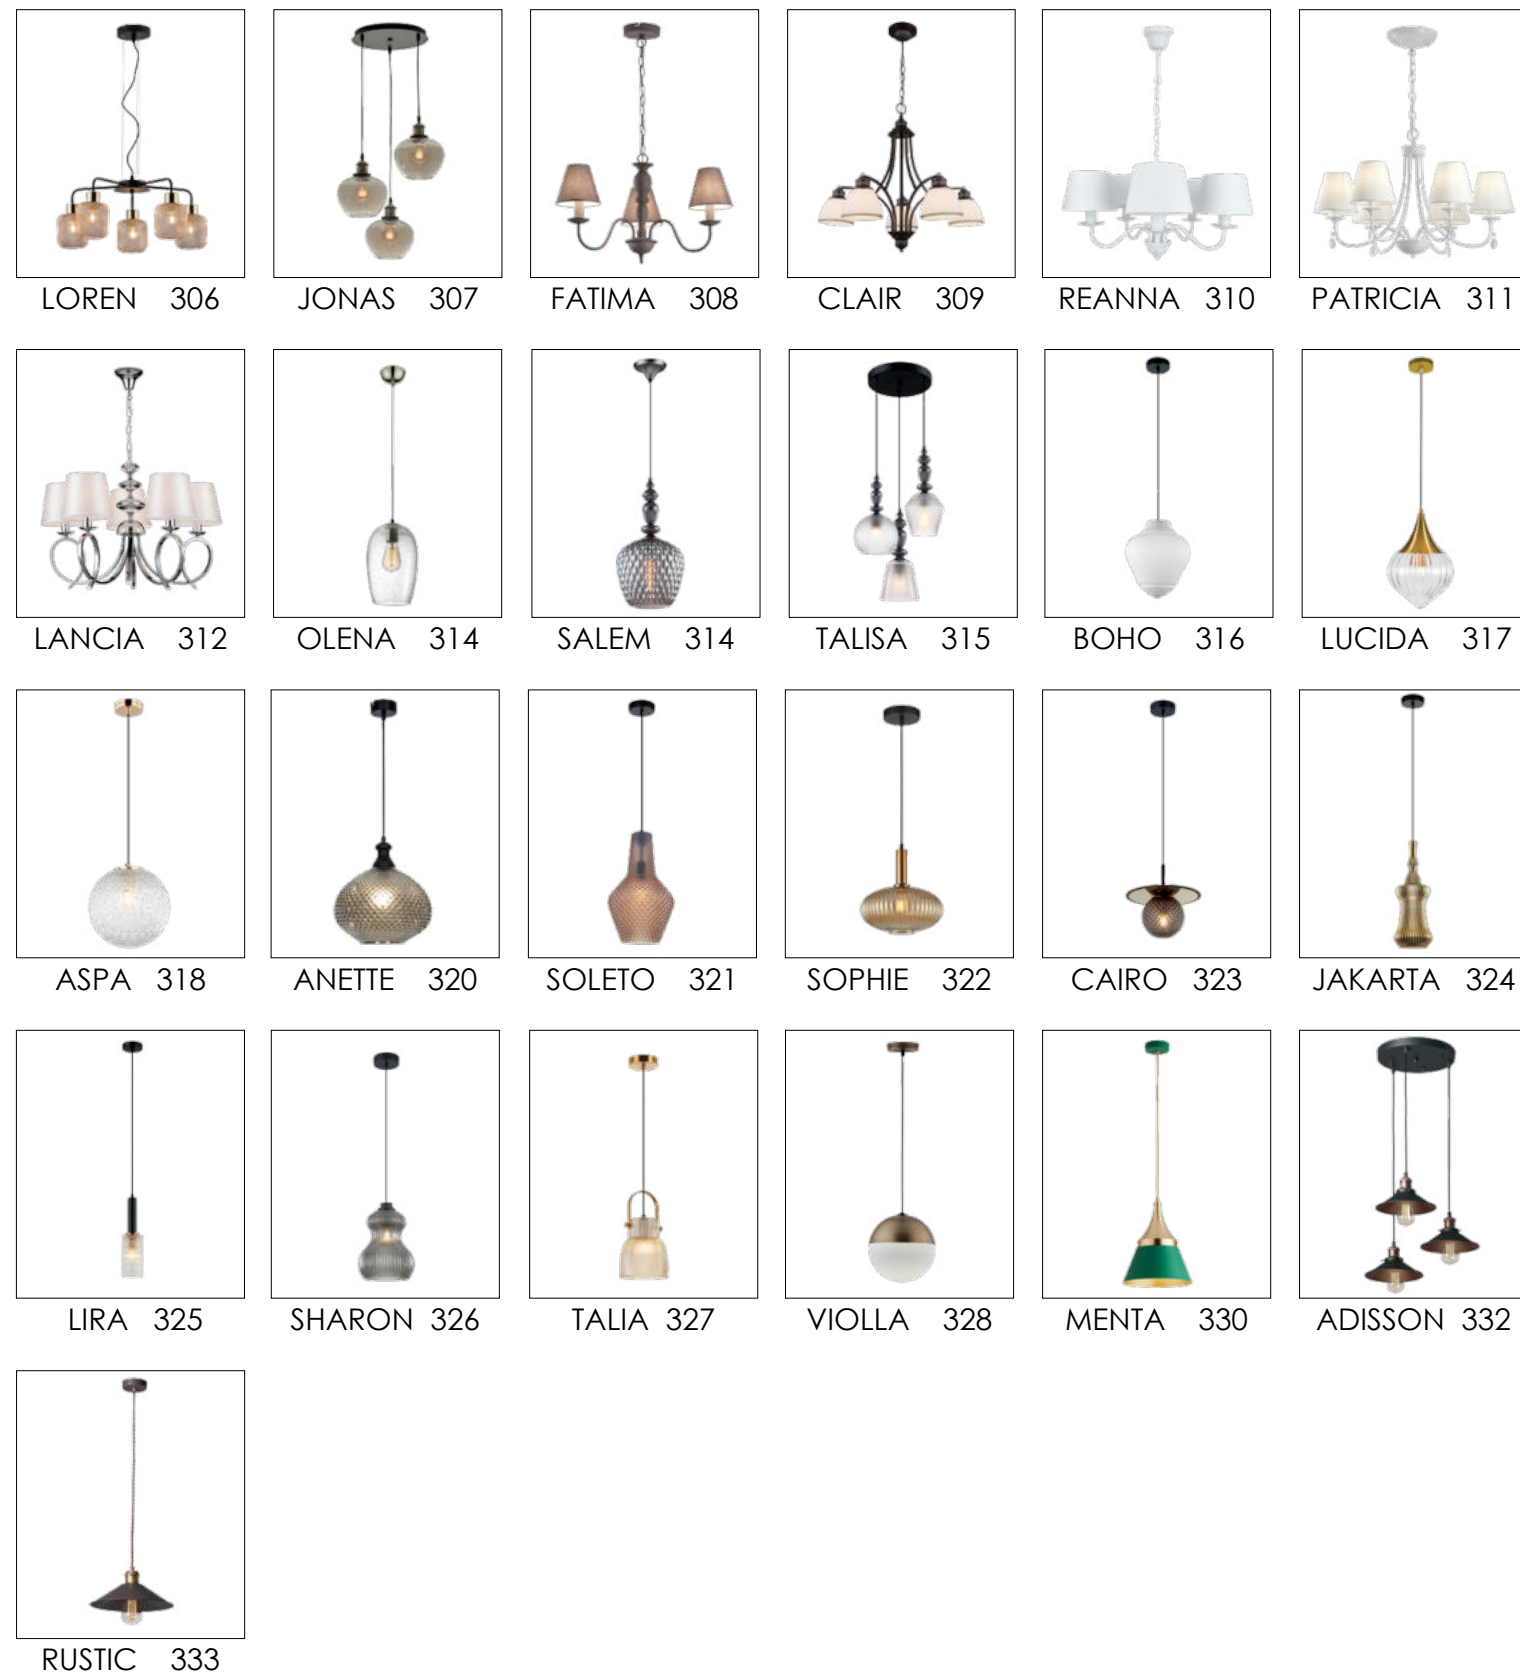 LOREN 306 JONAS 307 FATIMA 308 CLAIR 309 REANNA 310 PATRICIA 311
LANCIA 312 OLENA 314 SALEM 314 TALISA 315 BOHO 316 LUCIDA 317
ASPA 318 ANETTE 320 SOLETO 321 SOPHIE 322 CAIRO 323 JAKARTA 324
LIRA 325 SHARON 326 TALIA 327 VIOLLA 328 MENTA 330 ADISSON 332
RUSTIC 333